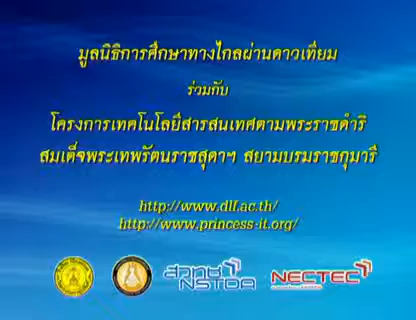 มูลนิธิการศึกษาทางไกลผ่านดาวเทียม
ร่วมกับ
โครงการเทคโนโลยีสารสนเทศตามพระราชดำริ
สมเด็จพระเทพรัตนราชสุดาฯ สยามบรมราชกุมารี
http://www.dlf.ac.th/
http://www.princess-it.org/
สวทช
NSTDA
NECTEC